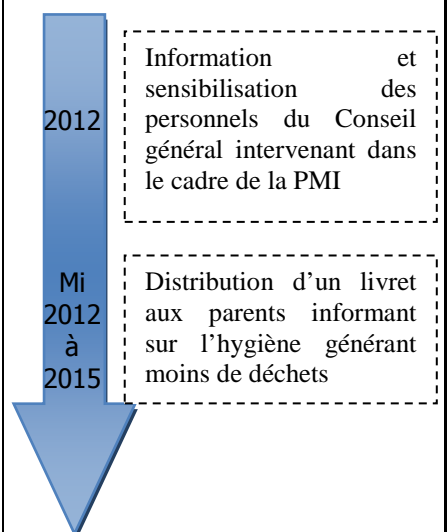 2012
Information et
sensibilisation des
personnels du Conseil
général intervenant dans
le cadre de la PMI
Mi
2012
à
2015
Distribution d'un livret
aux parents informant
sur l'hygiène générant
moins de déchets